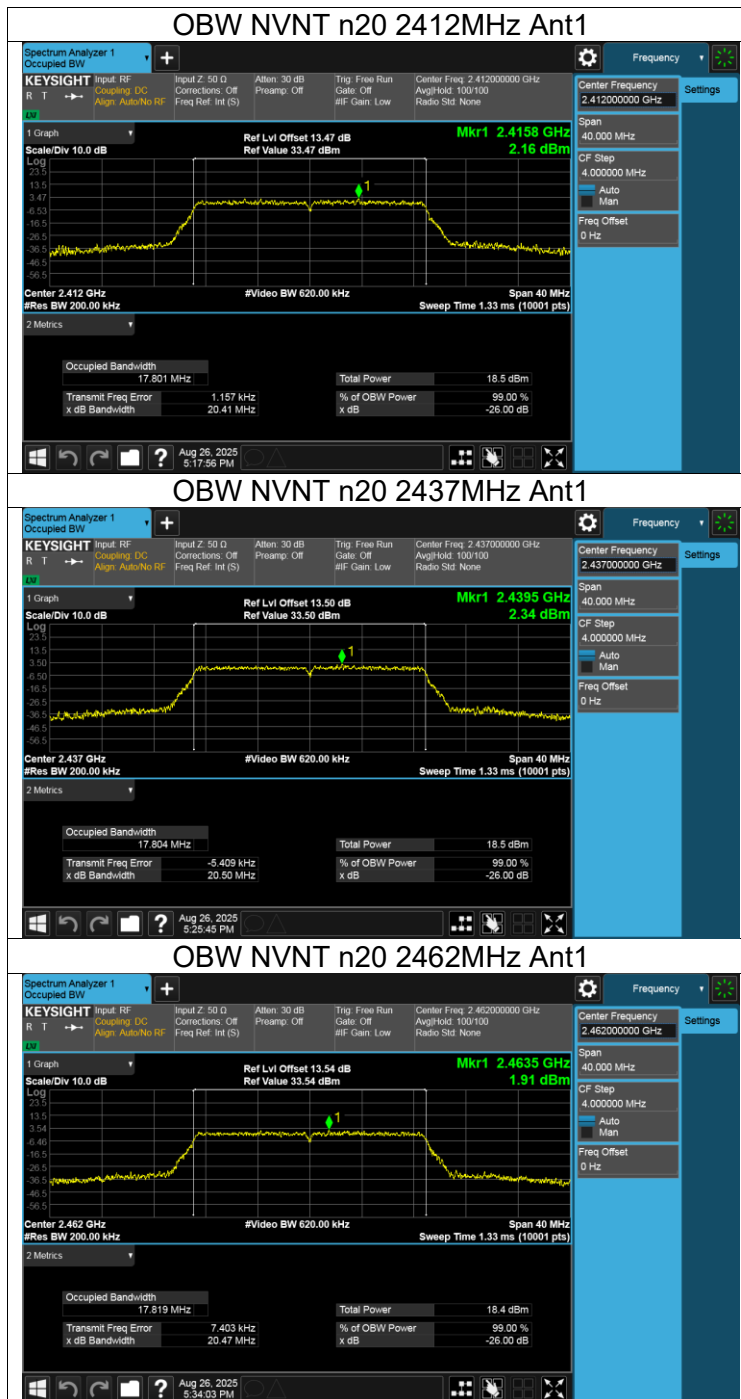 OBW NVNT n20 2412MHz Ant1
Spectrum Analyzer 1
Occupied BW
Frequency
KEYSIGHT
R T
LXI
Input: RF
Coupling: DC
Align: Auto/No RF
Input Z: 50 Ω
Corrections: Off
Freq Ref: Int (S)
Atten: 30 dB
Preamp: Off
Trig: Free Run
Gate: Off
#IF Gain: Low
Center Freq: 2.412000000 GHz
Avg|Hold: 100/100
Radio Std: None
Center Frequency
2.412000000 GHz
Settings
Span
40.000 MHz
CF Step
4.000000 MHz
Auto
Man
Freq Offset
0 Hz
1 Graph
Scale/Div 10.0 dB
Ref Lvl Offset 13.47 dB
Ref Value 33.47 dBm
Mkr1 2.4158 GHz
2.16 dBm
Log
23.5
13.5
3.47
-6.53
-16.5
-26.5
-36.5
-46.5
-56.5
1
Center 2.412 GHz
#Res BW 200.00 kHz
#Video BW 620.00 kHz
Span 40 MHz
Sweep Time 1.33 ms (1001 pts)
2 Metrics
Occupied Bandwidth
17.801 MHz
Transmit Freq Error 1.157 kHz
x dB Bandwidth 20.41 MHz
Total Power 18.5 dBm
% of OBW Power 99.00 %
x dB -26.00 dB
?
Aug 26, 2025
5:17:56 PM
OBW NVNT n20 2437MHz Ant1
Spectrum Analyzer 1
Occupied BW
Frequency
KEYSIGHT
R T
LXI
Input: RF
Coupling: DC
Align: Auto/No RF
Input Z: 50 Ω
Corrections: Off
Freq Ref: Int (S)
Atten: 30 dB
Preamp: Off
Trig: Free Run
Gate: Off
#IF Gain: Low
Center Freq: 2.437000000 GHz
Avg|Hold: 100/100
Radio Std: None
Center Frequency
2.437000000 GHz
Settings
Span
40.000 MHz
CF Step
4.000000 MHz
Auto
Man
Freq Offset
0 Hz
1 Graph
Scale/Div 10.0 dB
Ref Lvl Offset 13.50 dB
Ref Value 33.50 dBm
Mkr1 2.4395 GHz
2.34 dBm
Log
23.5
13.5
3.50
-6.50
-16.5
-26.5
-36.5
-46.5
-56.5
1
Center 2.437 GHz
#Res BW 200.00 kHz
#Video BW 620.00 kHz
Span 40 MHz
Sweep Time 1.33 ms (10001 pts)
2 Metrics
Occupied Bandwidth
17.804 MHz
Transmit Freq Error -5.409 kHz
x dB Bandwidth 20.50 MHz
Total Power 18.5 dBm
% of OBW Power 99.00 %
x dB -26.00 dB
?
Aug 26, 2025
5:25:45 PM
OBW NVNT n20 2462MHz Ant1
Spectrum Analyzer 1
Occupied BW
Frequency
KEYSIGHT
R T
LXI
Input: RF
Coupling: DC
Align: Auto/No RF
Input Z: 50 Ω
Corrections: Off
Freq Ref: Int (S)
Atten: 30 dB
Preamp: Off
Trig: Free Run
Gate: Off
#IF Gain: Low
Center Freq: 2.462000000 GHz
Avg|Hold: 100/100
Radio Std: None
Center Frequency
2.462000000 GHz
Settings
Span
40.000 MHz
CF Step
4.000000 MHz
Auto
Man
Freq Offset
0 Hz
1 Graph
Scale/Div 10.0 dB
Ref Lvl Offset 13.54 dB
Ref Value 33.54 dBm
Mkr1 2.4635 GHz
1.91 dBm
Log
23.5
13.5
3.54
-6.46
-16.5
-26.5
-36.5
-46.5
-56.5
1
Center 2.462 GHz
#Res BW 200.00 kHz
#Video BW 620.00 kHz
Span 40 MHz
Sweep Time 1.33 ms (10001 pts)
2 Metrics
Occupied Bandwidth
17.819 MHz
Transmit Freq Error 7.403 kHz
x dB Bandwidth 20.47 MHz
Total Power 18.4 dBm
% of OBW Power 99.00 %
x dB -26.00 dB
?
Aug 26, 2025
5:34:03 PM